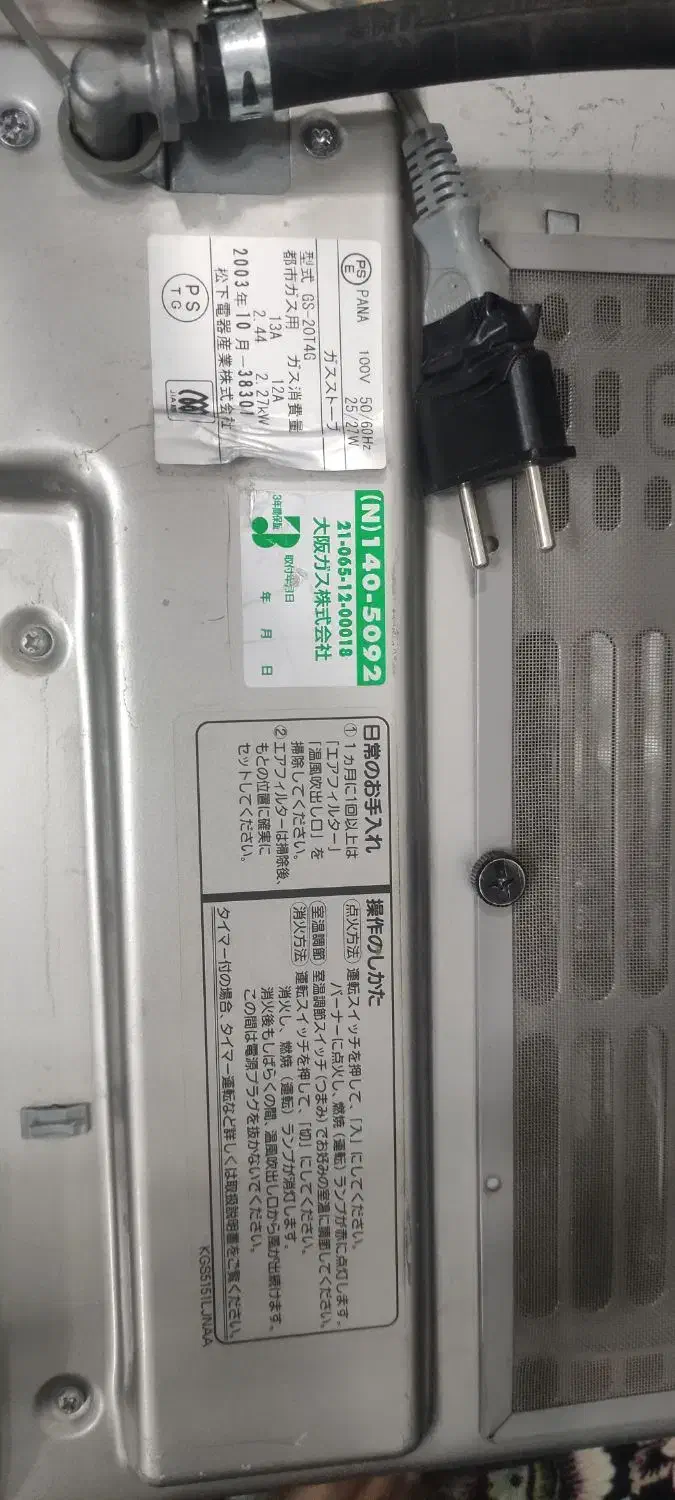 PS
E
PANA 100V 50/60Hz
25/27W
ガスストーブ
型式 GS-20T4G
都市ガス用 ガス消費量
13A 12A
2.44 2.27kW
2003年10月-38301
松下電器産業株式会社
PS
TG
JIA
(N)140-5092
21-065-12-00018
大阪ガス株式会社
3年間保証
取付年月日
年 月 日
日常のお手入れ
① 1カ月に1回以上は
「エアフィルター」
「温風吹出し口」を
掃除してください。
② エアフィルターは掃除後、
もとの位置に確実に
セットしてください。
操作のしかた
点火方法 運転スイッチを押して、「入」にしてください。
バーナーに点火し、燃焼(運転)ランプが赤に点灯します。
室温調節 室温調節スイッチ(つまみ)でお好みの室温に調節してください。
消火方法 運転スイッチを押して、「切」にしてください。
消火し、燃焼(運転)ランプが消灯します。
消火後もしばらくの間、温風吹出し口から風が出続けます。
この間は電源プラグを抜かないでください。
タイマー付の場合、タイマー運転など詳しくは取扱説明書をご覧ください。
KGS5151LJNAA